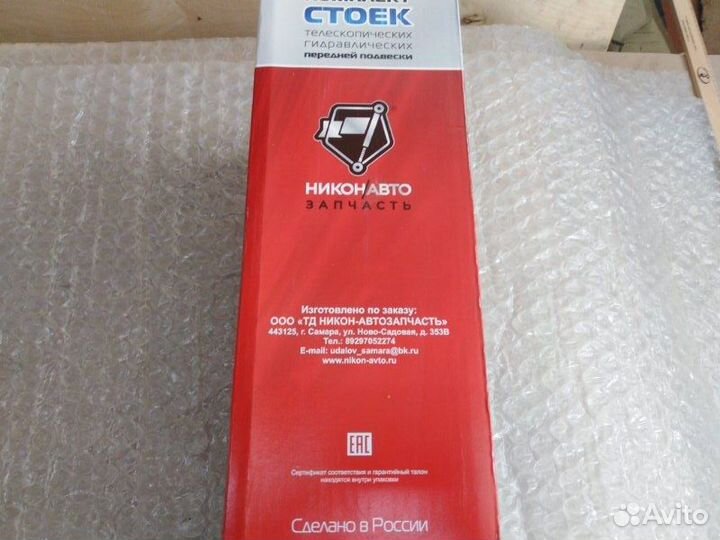 КОМПЛЕКТ
СТОЕК
ТЕЛЕСКОПИЧЕСКИХ
ГИДРАВЛИЧЕСКИХ
ПЕРЕДНЕЙ ПОДВЕСКИ
НИКОН/АВТО
ЗАПЧАСТЬ
Изготовлено по заказу:
ООО «ТД НИКОН-АВТОЗАПЧАСТЬ»
443125, г. Самара, ул. Ново-Садовая, д. 353В
Тел.: 89297052274
E-mail: udalov_samara@bk.ru
www.nikon-avto.ru
EAC
Сертификат соответствия и гарантийный талон
находятся внутри упаковки
Сделано в России
Avito